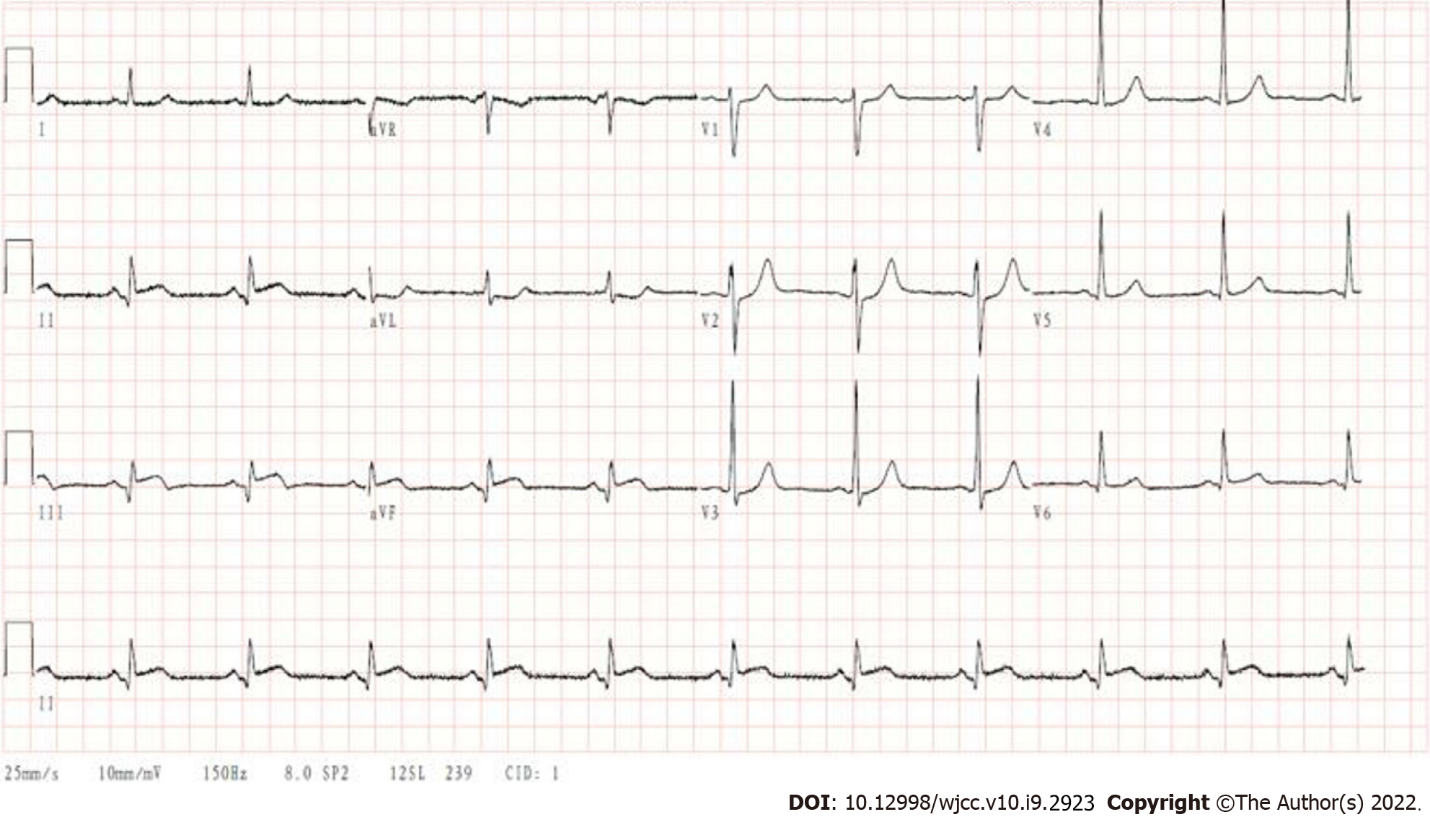 I aVR V1 V4
II aVL V2 V5
III aVF V3 V6
II
25mm/s 10mm/mV 150Hz 8.0 SP2 12SL 239 CID: 1
DOI: 10.12998/wjcc.v10.i9.2923 Copyright ©The Author(s) 2022.